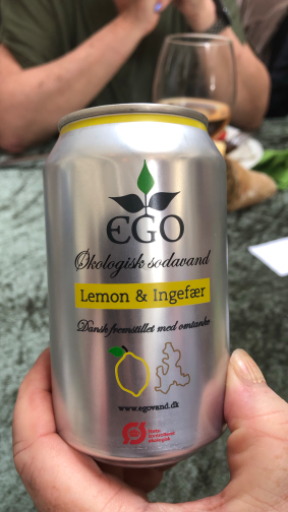 EGO
Økologisk sodavand
Lemon & Ingefær
Dansk fremstillet med omtanke
www.egovand.dk
Ø